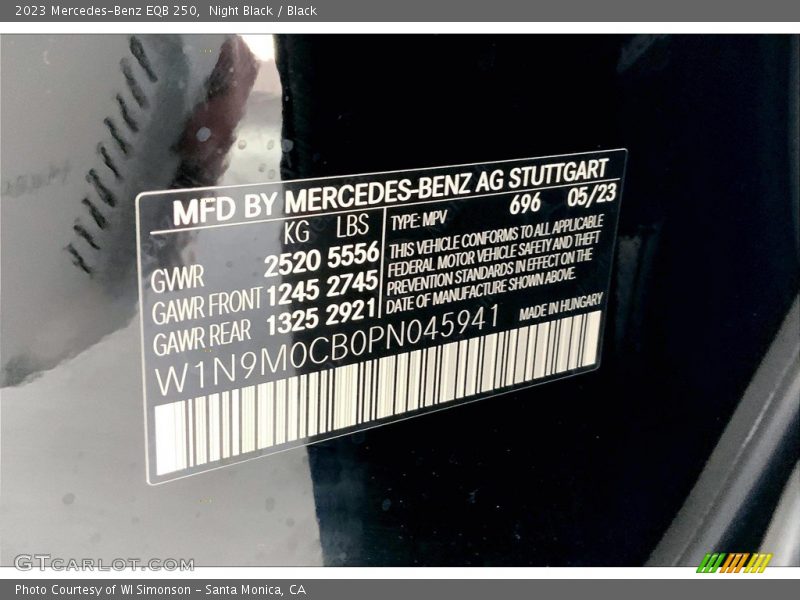 2023 Mercedes-Benz EQB 250, Night Black / Black
MFD BY MERCEDES-BENZ AG STUTTGART
KG LBS
GVWR 2520 5556
GAWR FRONT 1245 2745
GAWR REAR 1325 2921
696 05/23
TYPE: MPV
THIS VEHICLE CONFORMS TO ALL APPLICABLE
FEDERAL MOTOR VEHICLE SAFETY AND THEFT
PREVENTION STANDARDS IN EFFECT ON THE
DATE OF MANUFACTURE SHOWN ABOVE.
W1N9M0CB0PN045941
MADE IN HUNGARY
GTCARLOT.COM
Photo Courtesy of WI Simonson - Santa Monica, CA